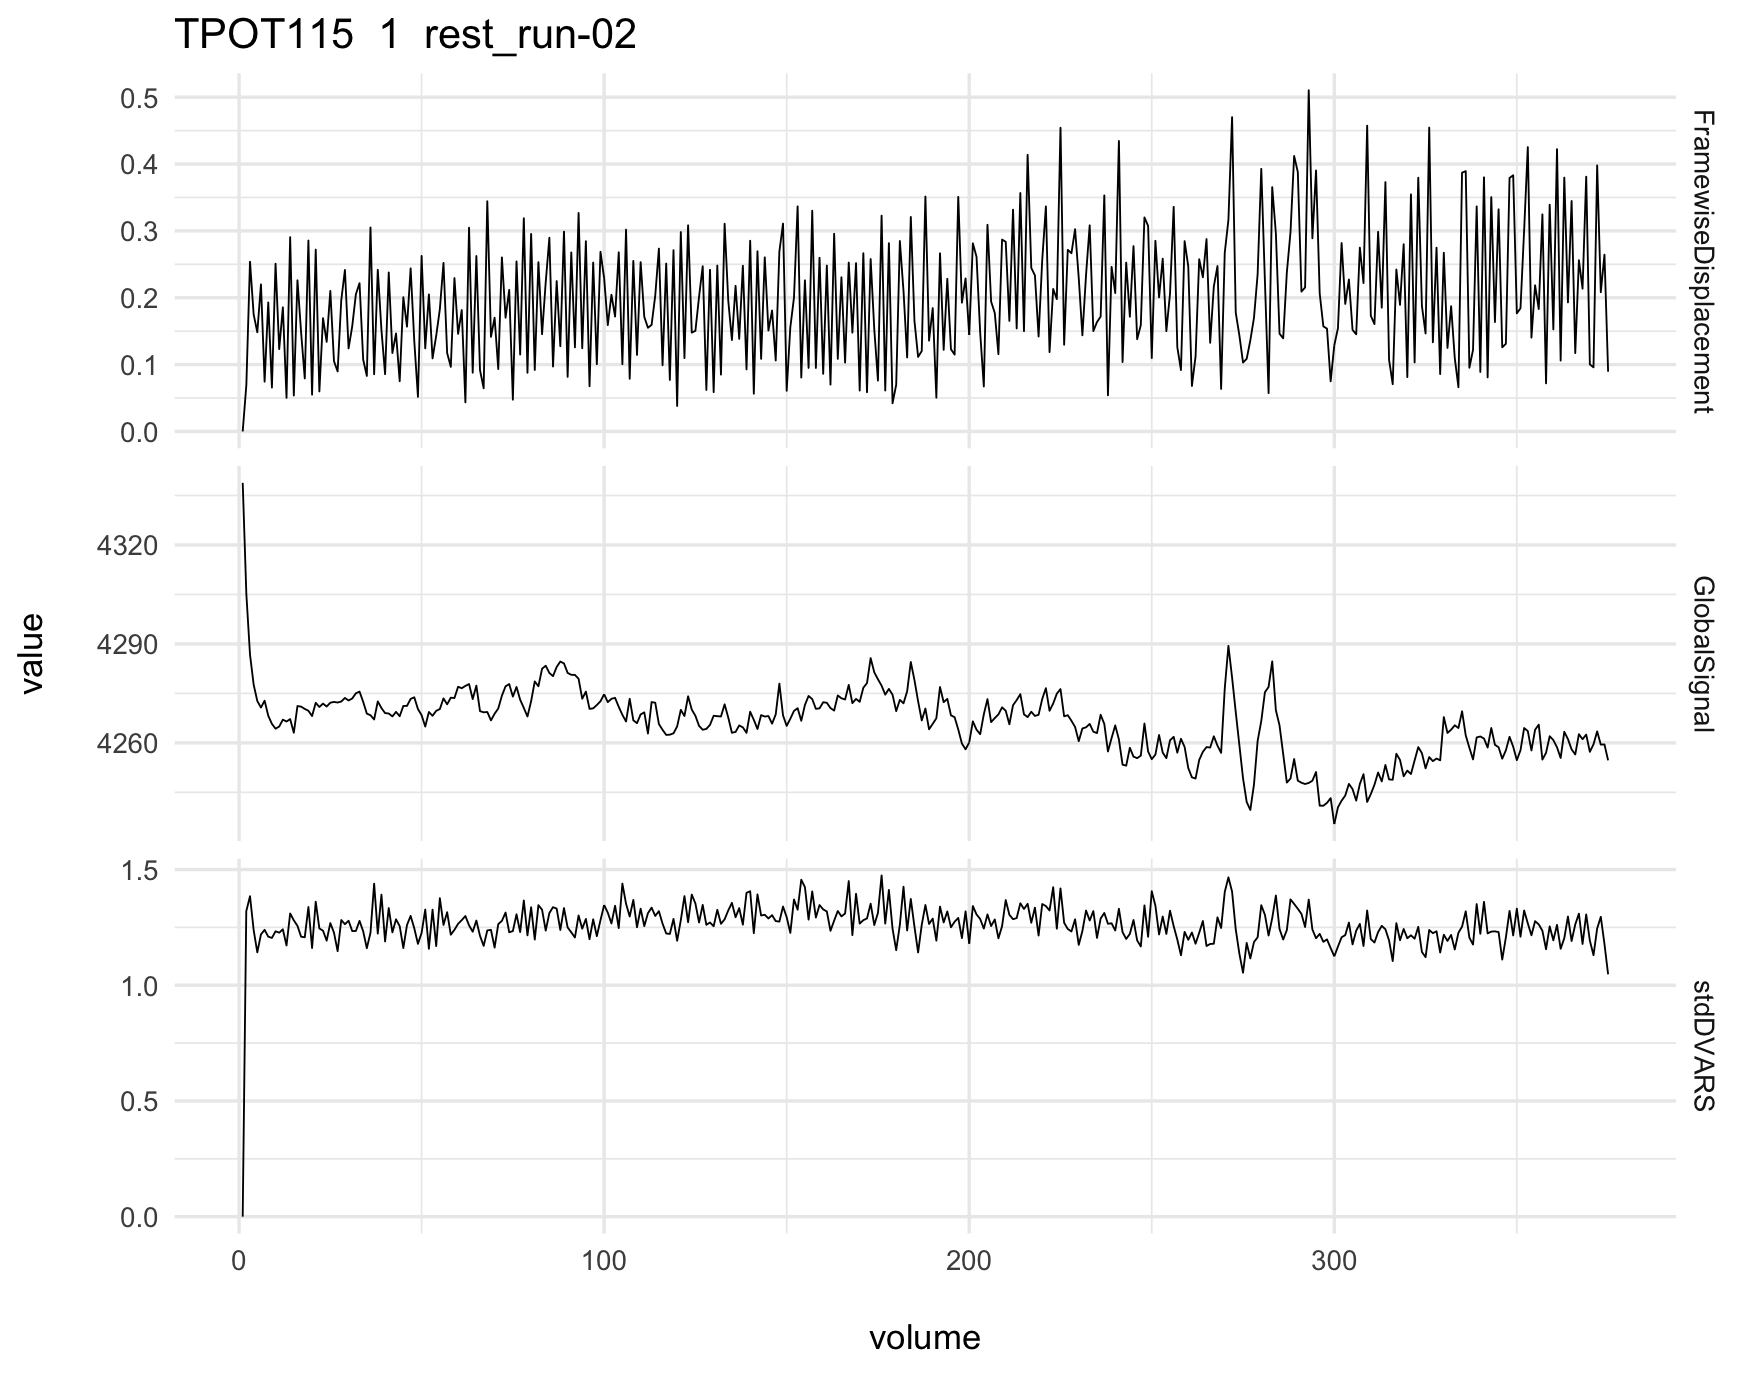 TPOT115  1  rest_run-02
0.5
0.4
0.3
0.2
0.1
0.0
FramewiseDisplacement
4320
4290
4260
GlobalSignal
1.5
1.0
0.5
0.0
stdDVARS
value
0 100 200 300
volume